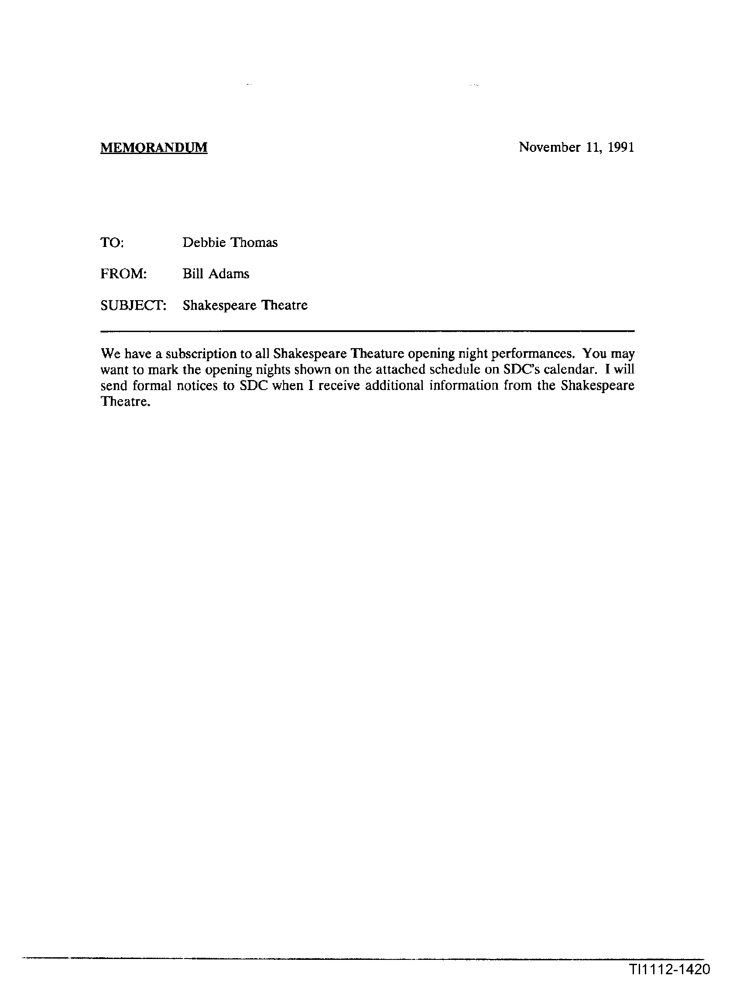 MEMORANDUM November 11, 1991
TO: Debbie Thomas
FROM: Bill Adams
SUBJECT: Shakespeare Theatre
We have a subscription to all Shakespeare Theature opening night performances. You may
want to mark the opening nights shown on the attached schedule on SDC's calendar. I will
send formal notices to SDC when I receive additional information from the Shakespeare
Theatre.
TI1112-1420